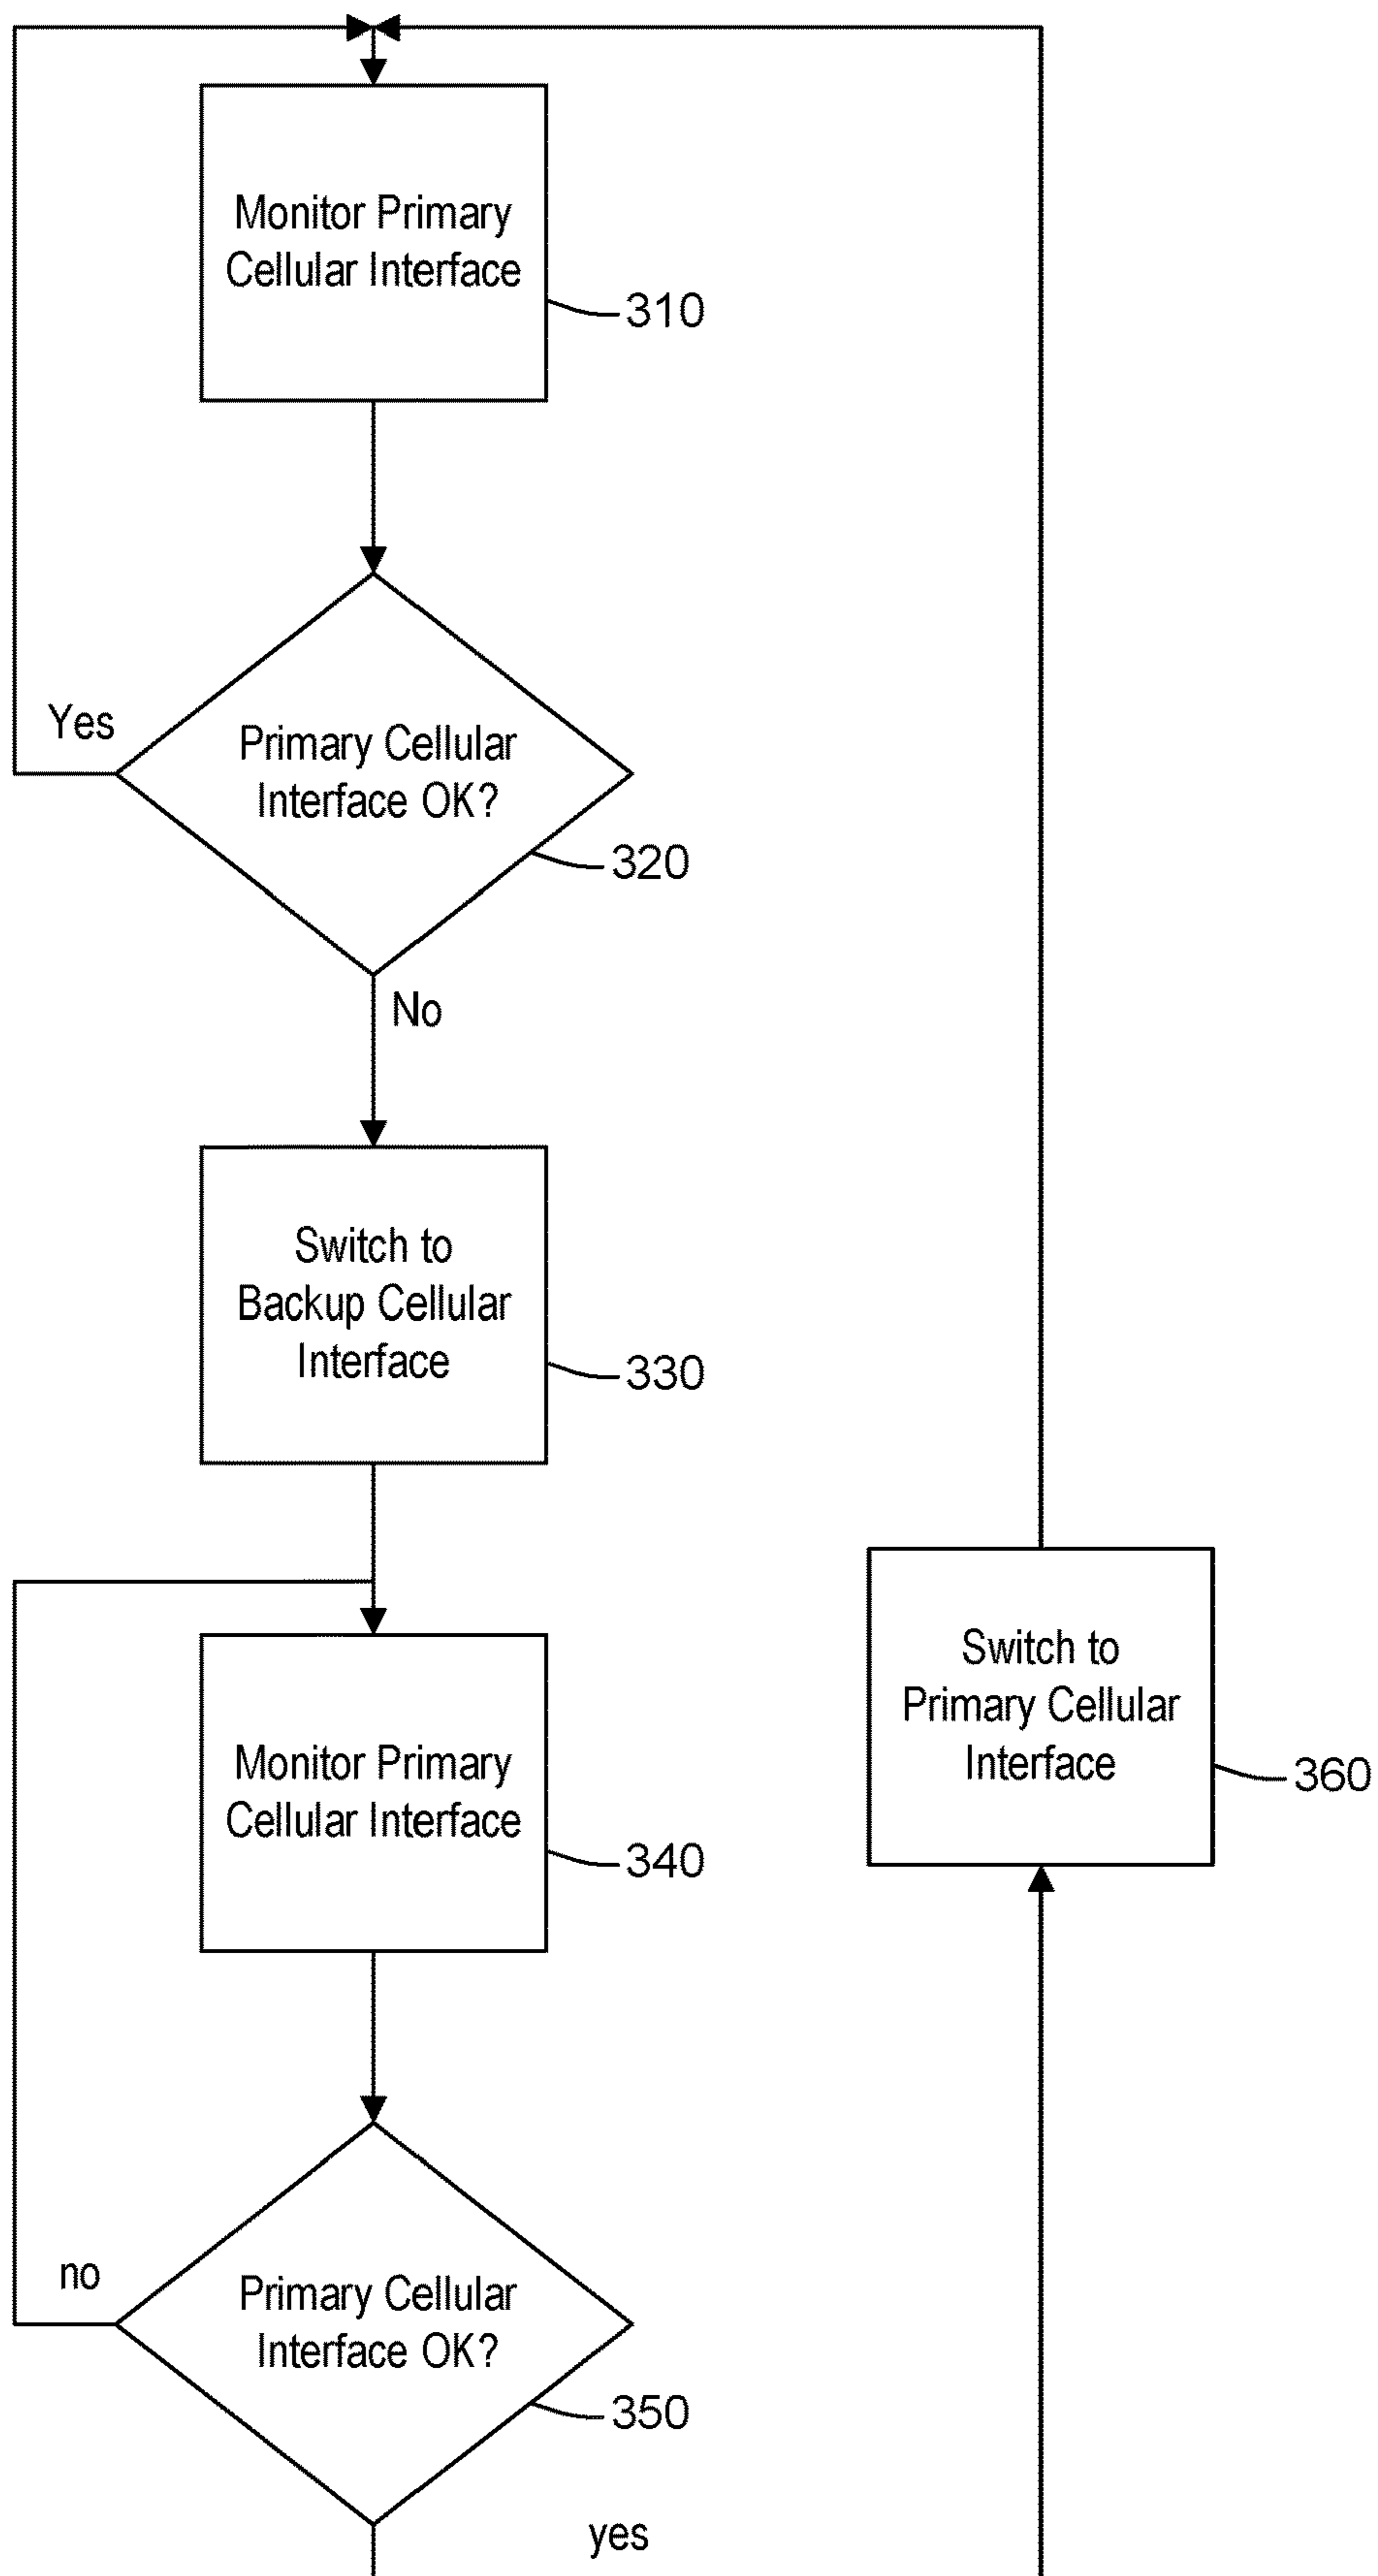 Monitor Primary
Cellular Interface
310
Yes
Primary Cellular
Interface OK?
320
No
Switch to
Backup Cellular
Interface
330
Switch to
Primary Cellular
Interface
360
Monitor Primary
Cellular Interface
340
no
Primary Cellular
Interface OK?
350
yes